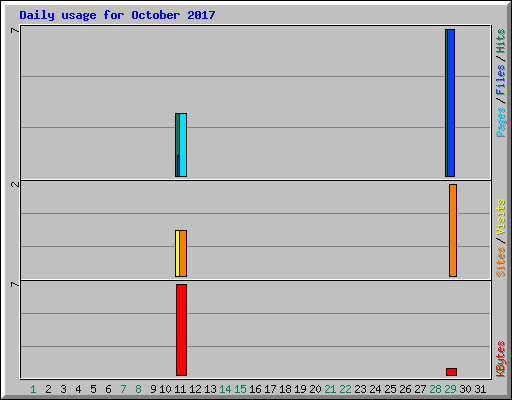 Daily usage for October 2017
7
2
7
Pages / Files / Hits
Sites / Visits
KBytes
1 2 3 4 5 6 7 8 9 10 11 12 13 14 15 16 17 18 19 20 21 22 23 24 25 26 27 28 29 30 31